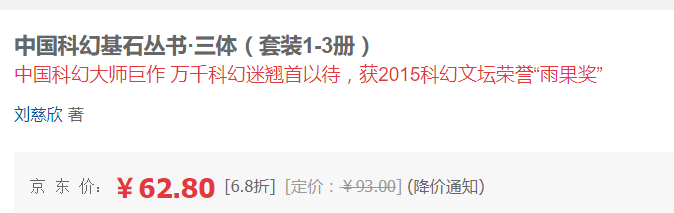 中国科幻基石丛书·三体（套装1-3册）
中国科幻大师巨作 万千科幻迷翘首以待，获2015科幻文坛荣誉“雨果奖”
刘慈欣 著
京 东 价： ￥62.80 [6.8折] [定价：￥93.00] (降价通知)